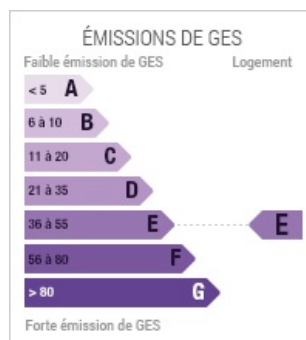 ÉMISSIONS DE GES
Faible émission de GES Logement
< 5 A
6 à 10 B
11 à 20 C
21 à 35 D
36 à 55 E E
56 à 80 F
> 80 G
Forte émission de GES